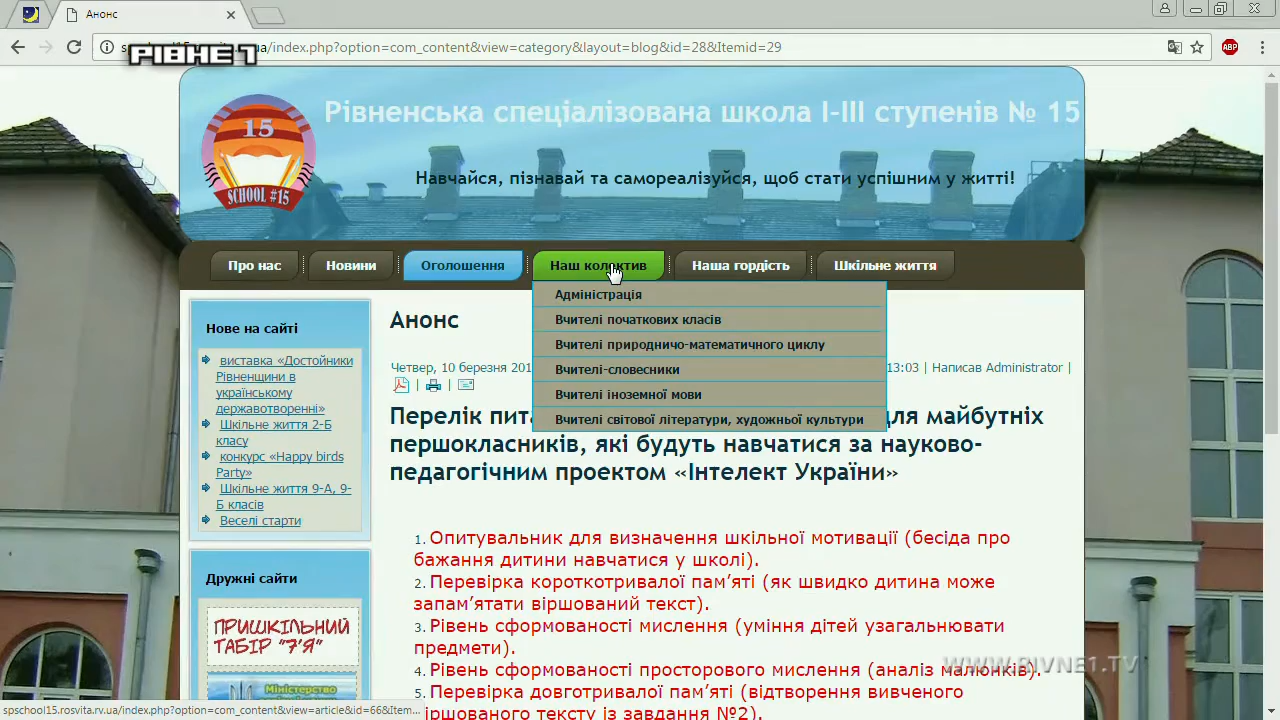 Анонс
ua/index.php?option=com_content&view=category&layout=blog&id=28&Itemid=29
ABP
РІВНЕ 1
Рівненська спеціалізована школа І-ІІІ ступенів № 15
15
SCHOOL #15
Навчайся, пізнавай та самореалізуйся, щоб стати успішним у житті!
Про нас
Новини
Оголошення
Наш колектив
Наша гордість
Шкільне життя
Адміністрація
Вчителі початкових класів
Вчителі природничо-математичного циклу
Вчителі-словесники
Вчителі іноземної мови
Вчителі світової літератури, художньої культури
Нове на сайті
виставка «Достойники
Рівненщини в
українському
державотворенні»
Шкільне життя 2-Б
класу
конкурс «Happy birds
Party»
Шкільне життя 9-А, 9-
Б класів
Веселі старти
Дружні сайти
ПРИШКІЛЬНИЙ
ТАБІР "7'Я"
Міністерство
Анонс
Четвер, 10 березня 201 13:03 | Написав Administrator |
Перелік пит для майбутніх
першокласників, які будуть навчатися за науково-
педагогічним проектом «Інтелект України»
1. Опитувальник для визначення шкільної мотивації (бесіда про
бажання дитини навчатися у школі).
2. Перевірка короткотривалої пам’яті (як швидко дитина може
запам’ятати віршований текст).
3. Рівень сформованості мислення (уміння дітей узагальнювати
предмети).
4. Рівень сформованості просторового мислення (аналіз малюнків).
5. Перевірка довготривалої пам’яті (відтворення вивченого
віршованого тексту із завдання №2).
WWW.RIVNE1.TV
spschool15.rosvita.rv.ua/index.php?option=com_content&view=article&id=66&Item...